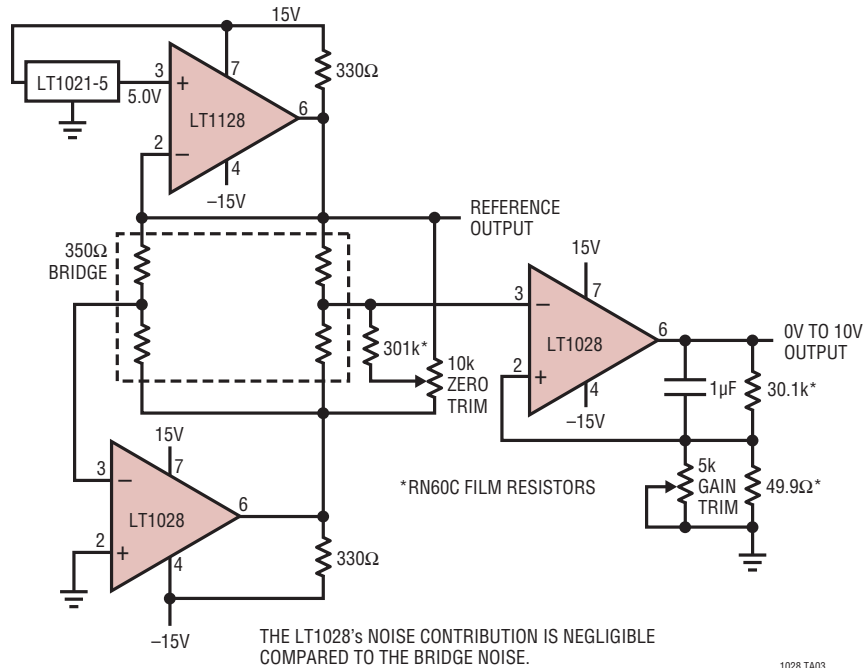 15V
LT1021-5
5.0V
3
+
7
LT1128
6
330Ω
2
–
4
–15V
REFERENCE
OUTPUT
350Ω
BRIDGE
301k*
10k
ZERO
TRIM
15V
3
–
7
LT1028
6
2
+
4
–15V
0V TO 10V
OUTPUT
1µF
30.1k*
5k
GAIN
TRIM
49.9Ω*
*RN60C FILM RESISTORS
15V
3
–
7
LT1028
6
2
+
4
330Ω
–15V
THE LT1028's NOISE CONTRIBUTION IS NEGLIGIBLE
COMPARED TO THE BRIDGE NOISE.
1028 TA03